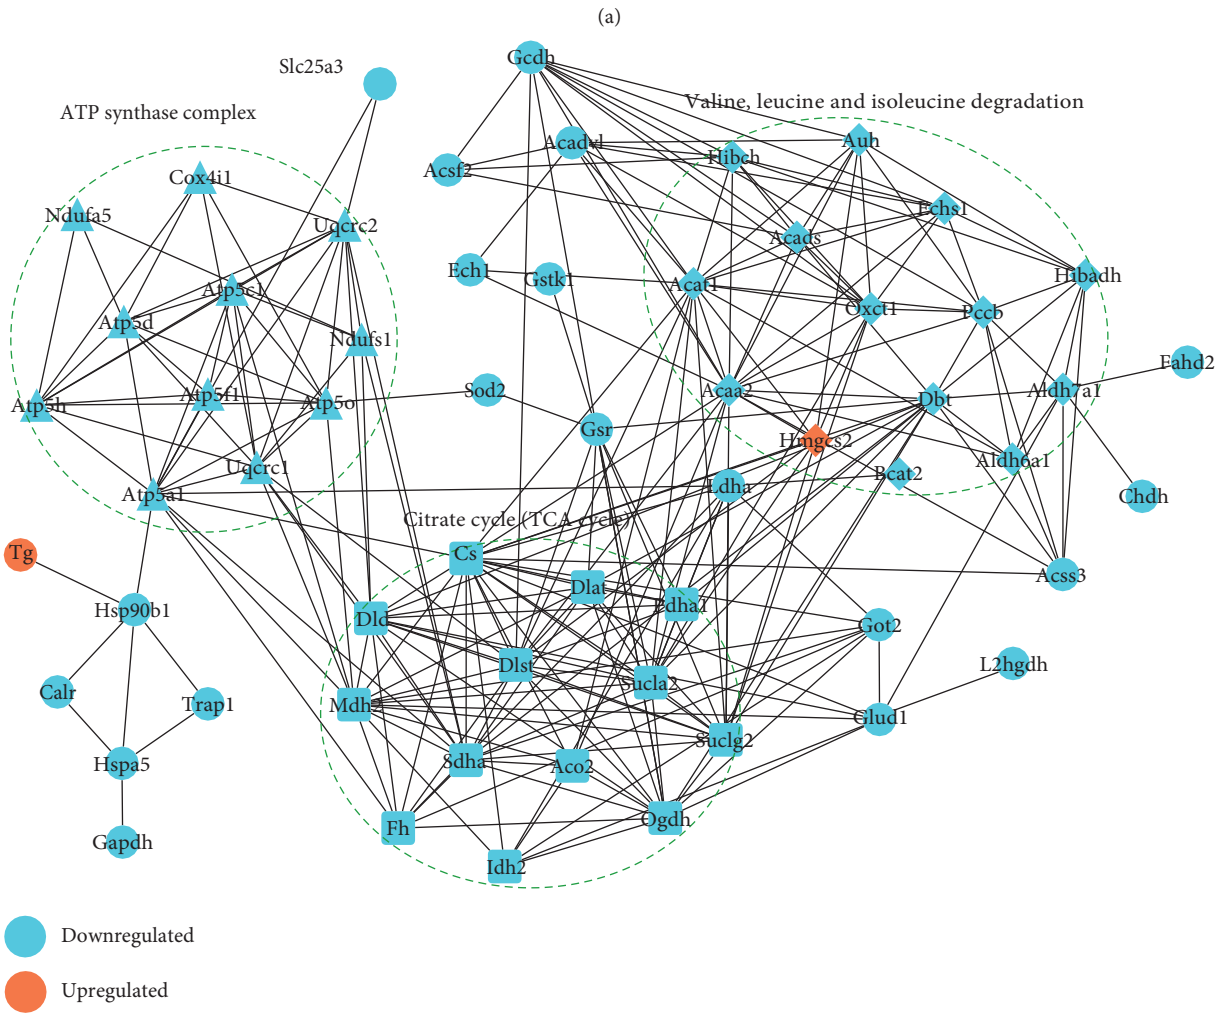 (a)
Gcdh
Slc25a3
Valine, leucine and isoleucine degradation
ATP synthase complex
Acadvl
Auh
Hibch
Acsf2
Cox4i1
Ndufa5
Echs1
Uqcrc2
Acads
Ech1
Gstk1
Acat1
Hibadh
Atp5c1
Oxct1
Pccb
Atp5d
Ndufs1
Eahd2
Sod2
Acaa2
Aldh7a1
Atp5h
Atp5f1
Atp5o
Dbt
Gsr
Hmgcs2
Uqcrc1
Aldh6a1
Bcat2
Atp5a1
Ldha
Chdh
Citrate cycle (TCA cycle)
Tg
Cs
Acss3
Dlat
Pdha1
Hsp90b1
Dld
Got2
Dlst
L2hgdh
Sucla2
Calr
Trap1
Mdh2
Glud1
Suclg2
Hspa5
Sdha
Aco2
Ogdh
Fh
Gapdh
Idh2
Downregulated
Upregulated